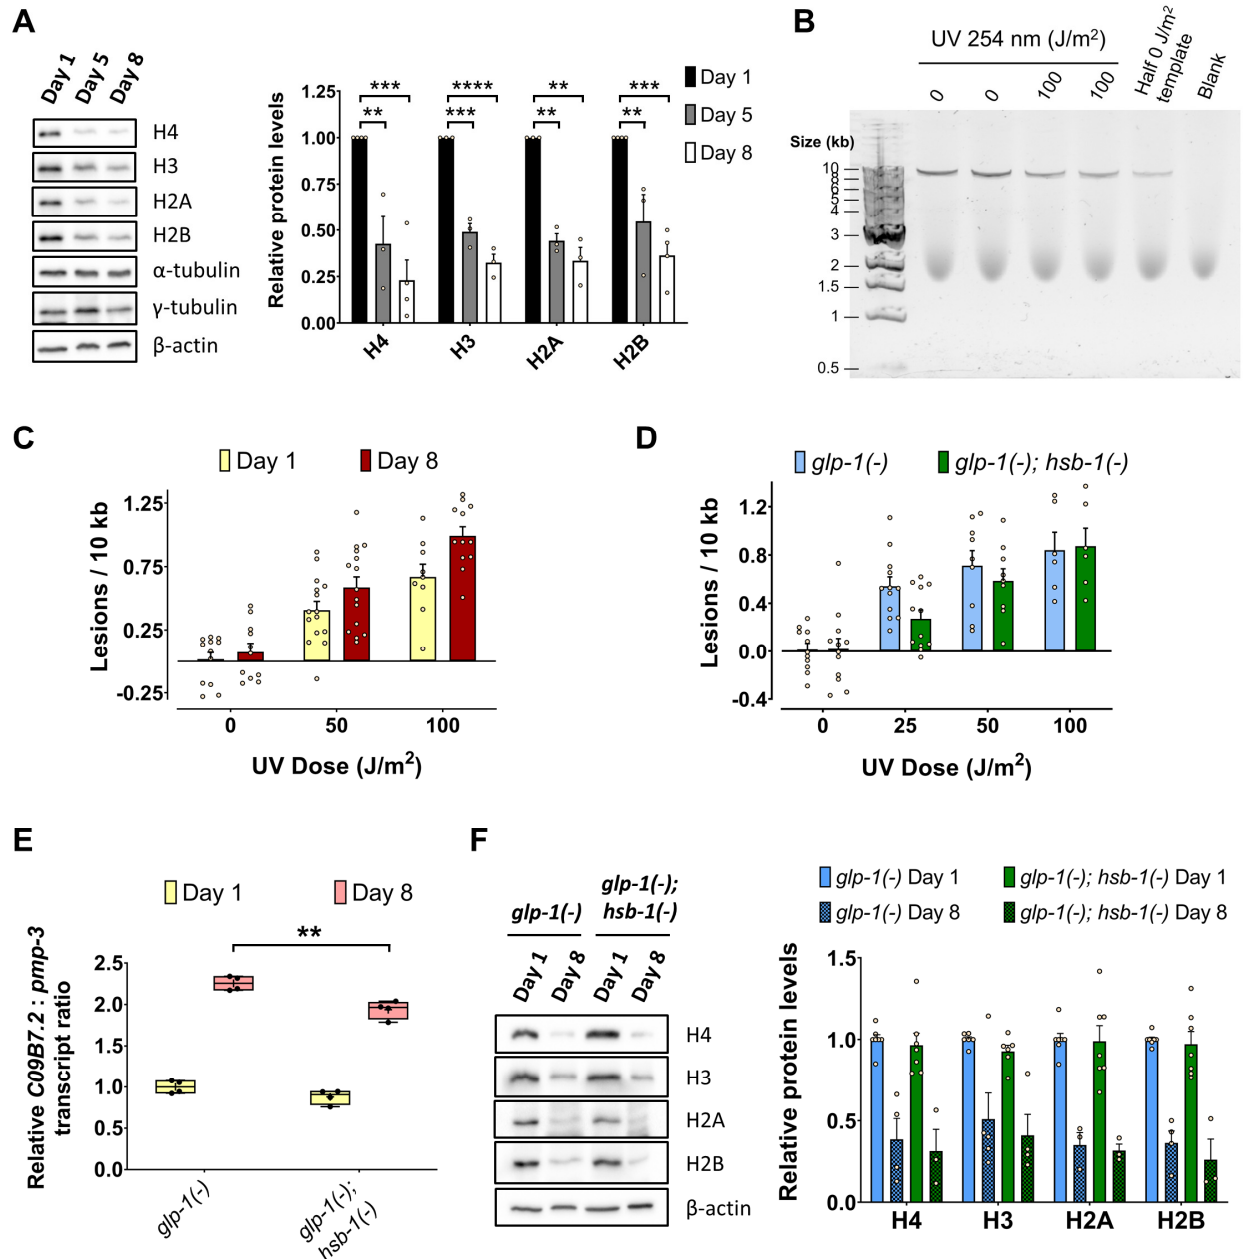 A
Day 1
Day 5
Day 8
H4
H3
H2A
H2B
α-tubulin
γ-tubulin
β-actin
Relative protein levels
1.25
1.00
0.75
0.50
0.25
0.00
*** **** ** ***
** *** ** **
H4 H3 H2A H2B
Day 1
Day 5
Day 8
B
UV 254 nm (J/m²)
0 0 100 100
Half 0 J/m²
template
Blank
Size (kb)
10
8
6
5
4
3
2
1.5
1
0.5
C
Day 1 Day 8
Lesions / 10 kb
1.25
0.75
0.25
-0.25
0 50 100
UV Dose (J/m²)
D
glp-1(-) glp-1(-); hsb-1(-)
Lesions / 10 kb
1.2
0.8
0.4
0.0
-0.4
0 25 50 100
UV Dose (J/m²)
E
Day 1 Day 8
**
Relative C09B7.2 : pmp-3
transcript ratio
2.5
2.0
1.5
1.0
0.5
0.0
glp-1(-)
glp-1(-);
hsb-1(-)
F
glp-1(-)
glp-1(-);
hsb-1(-)
Day 1
Day 8
Day 1
Day 8
H4
H3
H2A
H2B
β-actin
glp-1(-) Day 1 glp-1(-); hsb-1(-) Day 1
glp-1(-) Day 8 glp-1(-); hsb-1(-) Day 8
Relative protein levels
1.5
1.0
0.5
0.0
H4 H3 H2A H2B